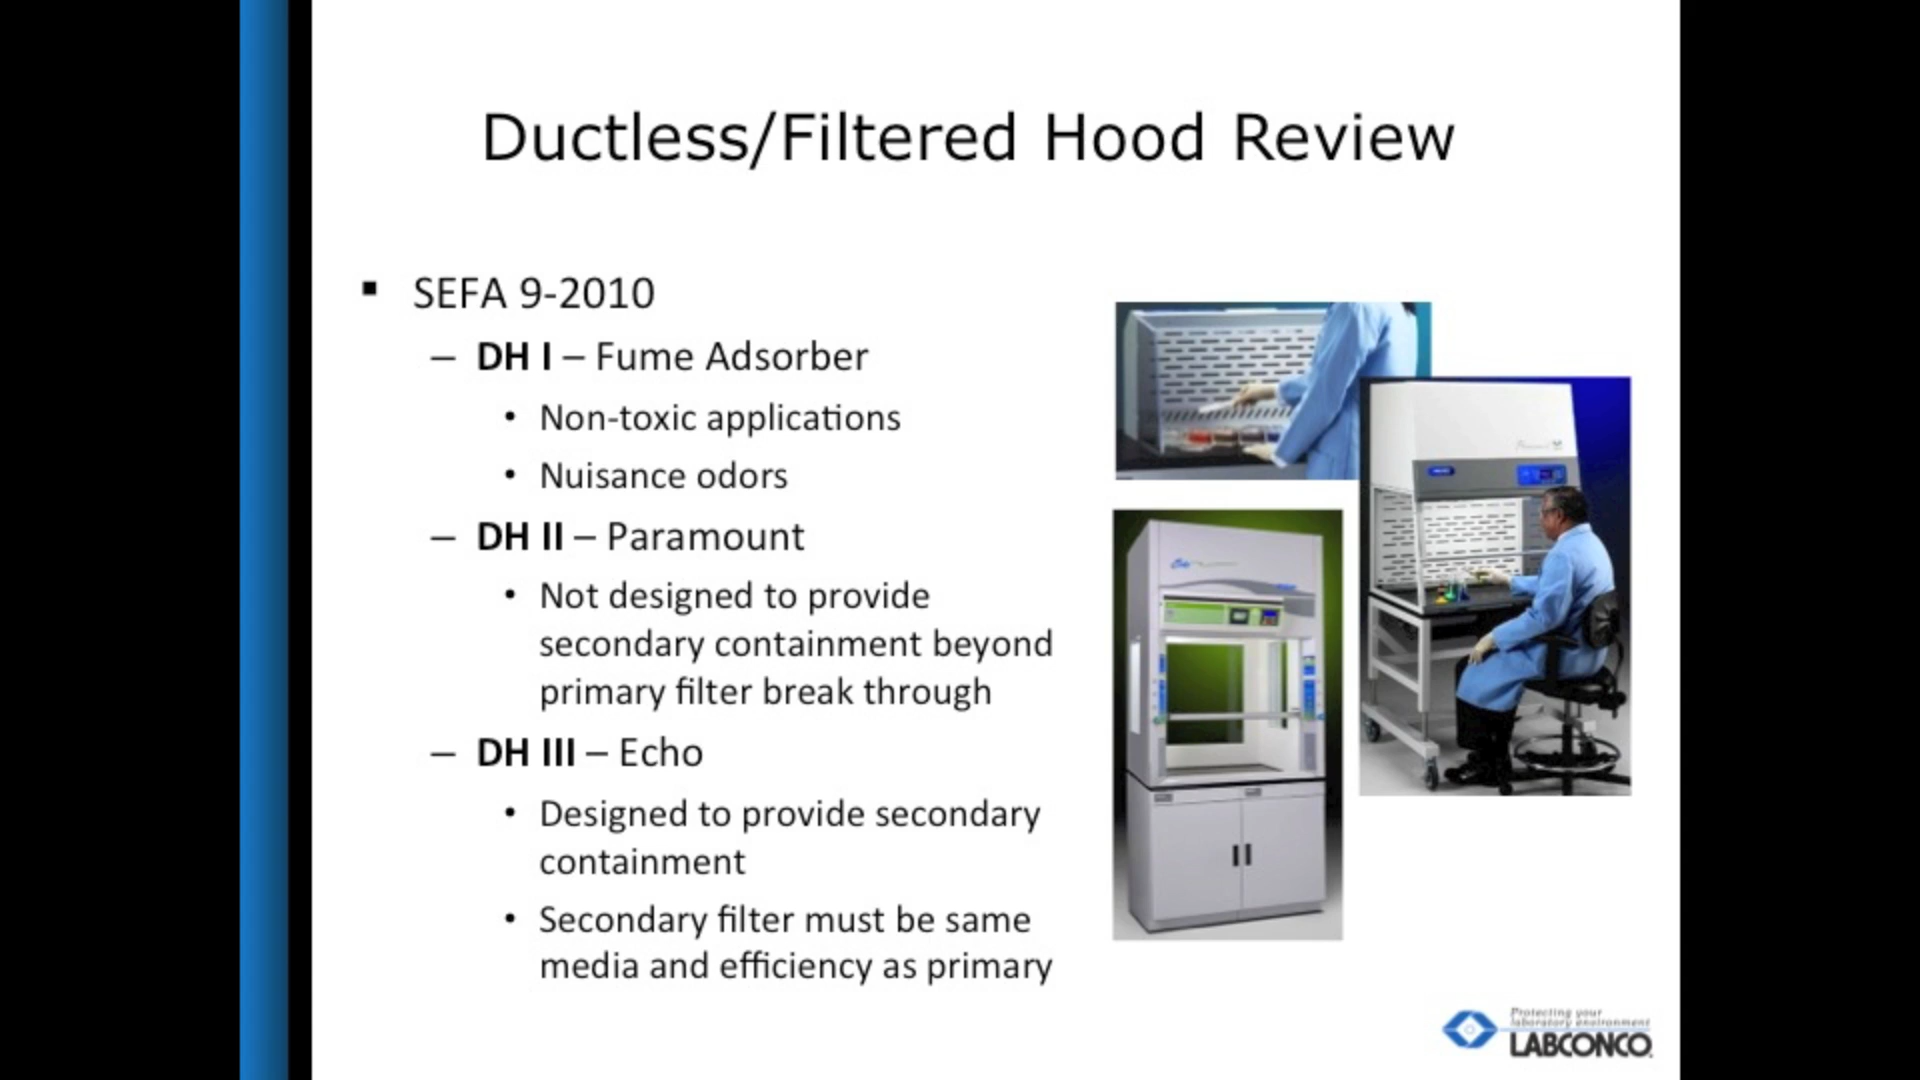 Ductless/Filtered Hood Review
▪ SEFA 9-2010
– DH I – Fume Adsorber
• Non-toxic applications
• Nuisance odors
– DH II – Paramount
• Not designed to provide
secondary containment beyond
primary filter break through
– DH III – Echo
• Designed to provide secondary
containment
• Secondary filter must be same
media and efficiency as primary
Protecting your
laboratory environment
LABCONCO